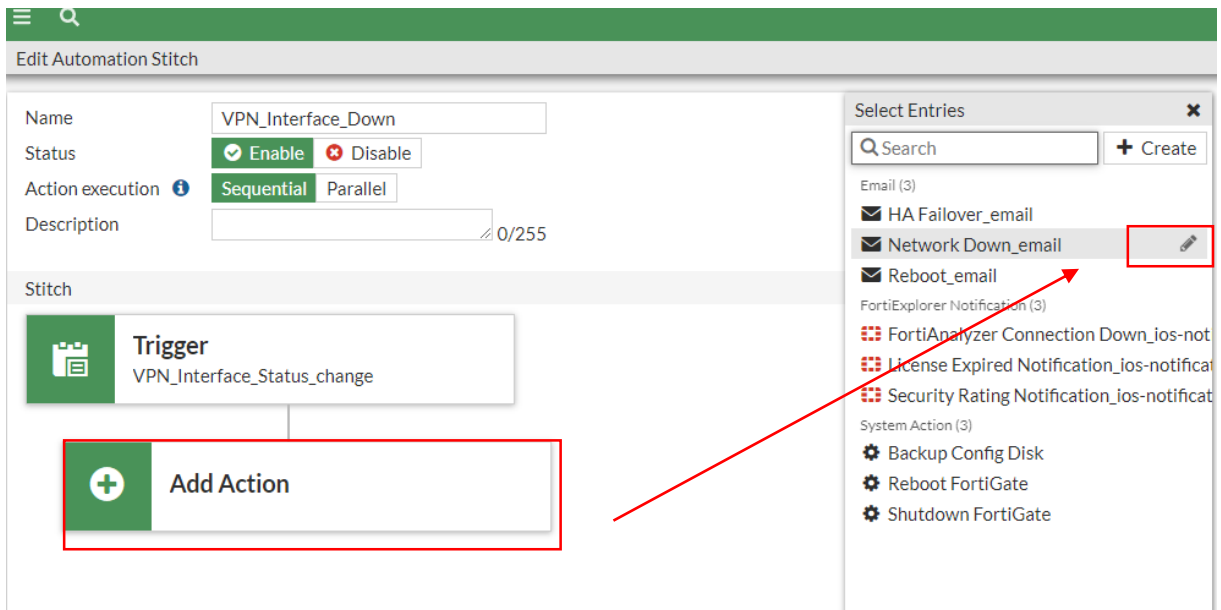 Edit Automation Stitch
Name
VPN_Interface_Down
Status
Enable
Disable
Action execution
Sequential
Parallel
Description
0/255
Stitch
Trigger
VPN_Interface_Status_change
Add Action
Select Entries
Search
Create
Email (3)
HA Failover_email
Network Down_email
Reboot_email
FortiExplorer Notification (3)
FortiAnalyzer Connection Down_ios-not
License Expired Notification_ios-notificat
Security Rating Notification_ios-notificat
System Action (3)
Backup Config Disk
Reboot FortiGate
Shutdown FortiGate